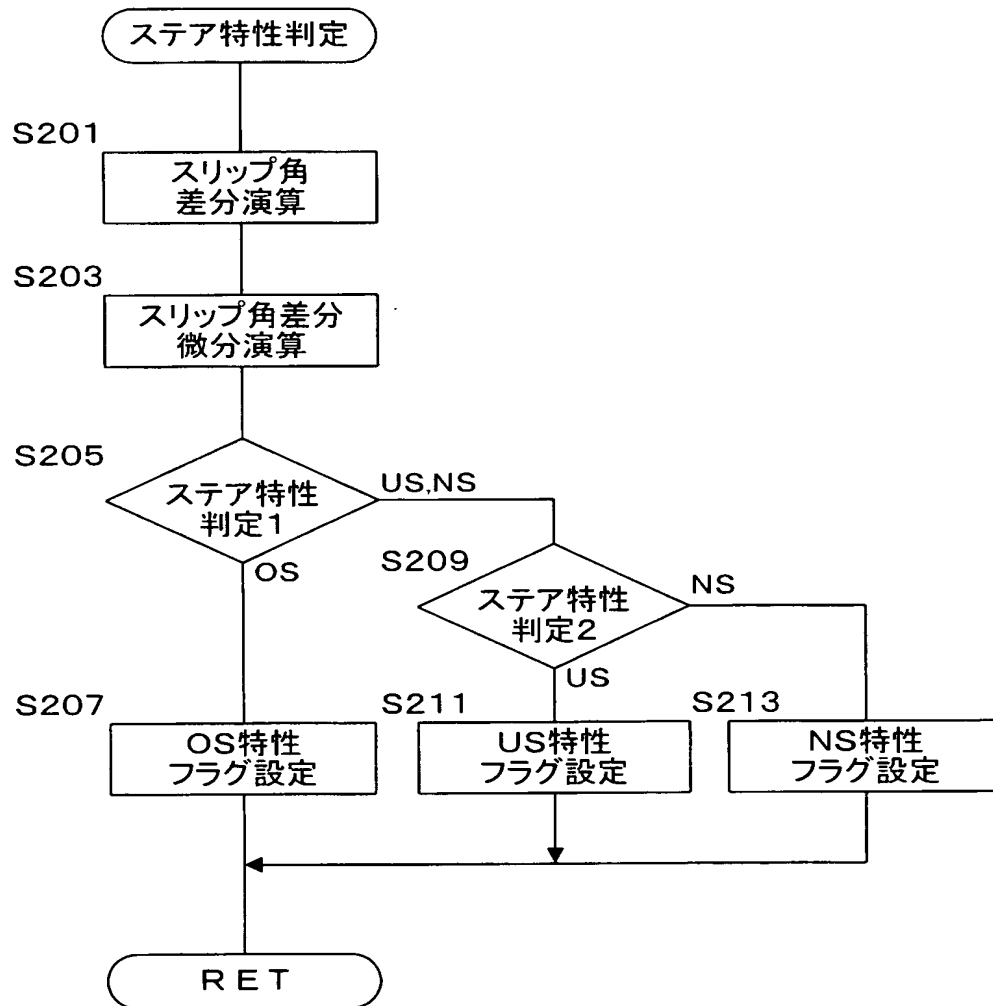 ステア特性判定
S201
スリップ角
差分演算
S203
スリップ角差分
微分演算
S205
ステア特性
判定1
US,NS
OS
S209
ステア特性
判定2
NS
US
S207
OS特性
フラグ設定
S211
US特性
フラグ設定
S213
NS特性
フラグ設定
RET